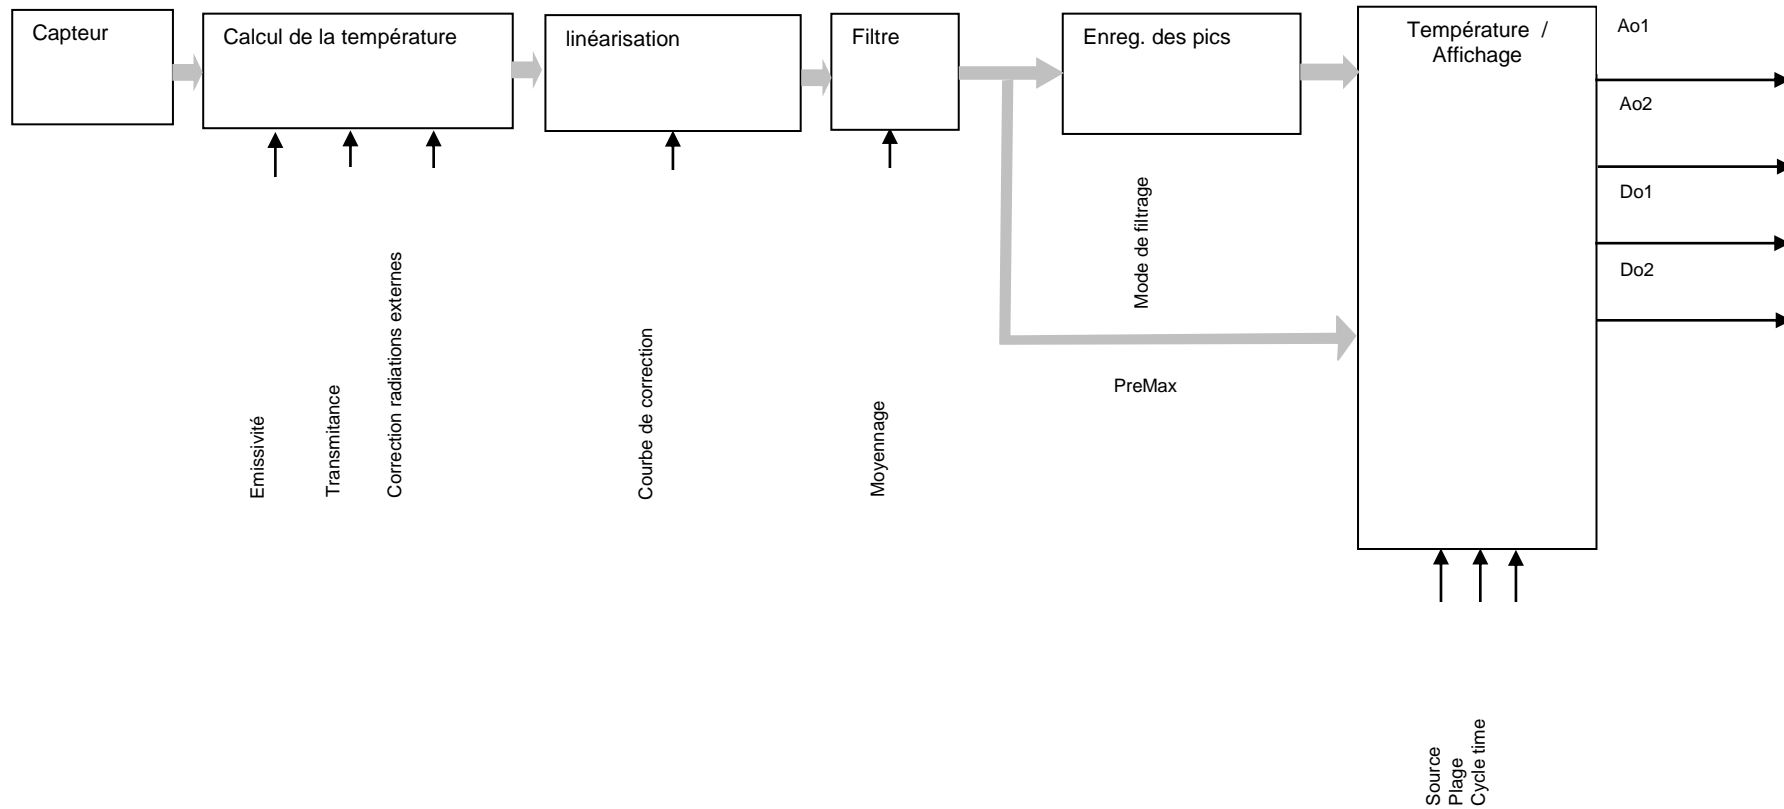 Capteur
Calcul de la température
linéarisation
Filtre
Enreg. des pics
Température /
Affichage
Ao1
Ao2
Do1
Do2
Emissivité
Transmitance
Correction radiations externes
Courbe de correction
Moyennage
Mode de filtrage
PreMax
Source
Plage
Cycle time